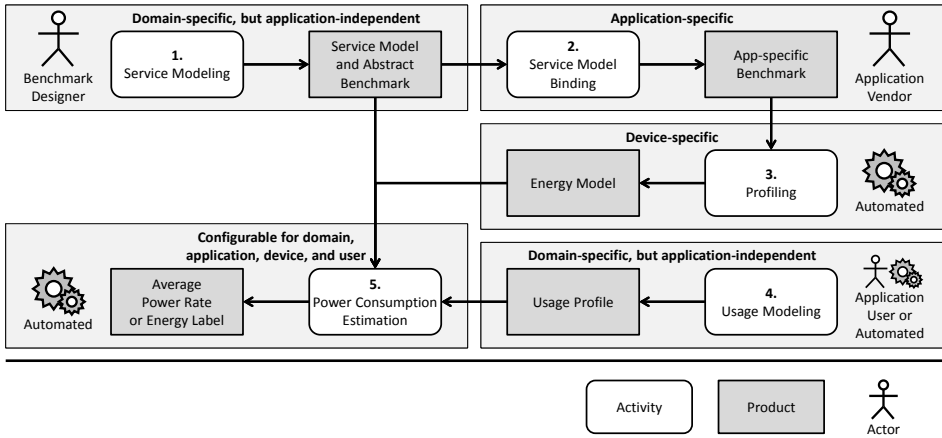 Domain-specific, but application-independent
Benchmark
Designer
1.
Service Modeling
Service Model
and Abstract
Benchmark
Application-specific
2.
Service Model
Binding
App-specific
Benchmark
Application
Vendor
Device-specific
Energy Model
3.
Profiling
Automated
Configurable for domain,
application, device, and user
Automated
Average
Power Rate
or Energy Label
5.
Power Consumption
Estimation
Domain-specific, but application-independent
Usage Profile
4.
Usage Modeling
Application
User or
Automated
Activity
Product
Actor